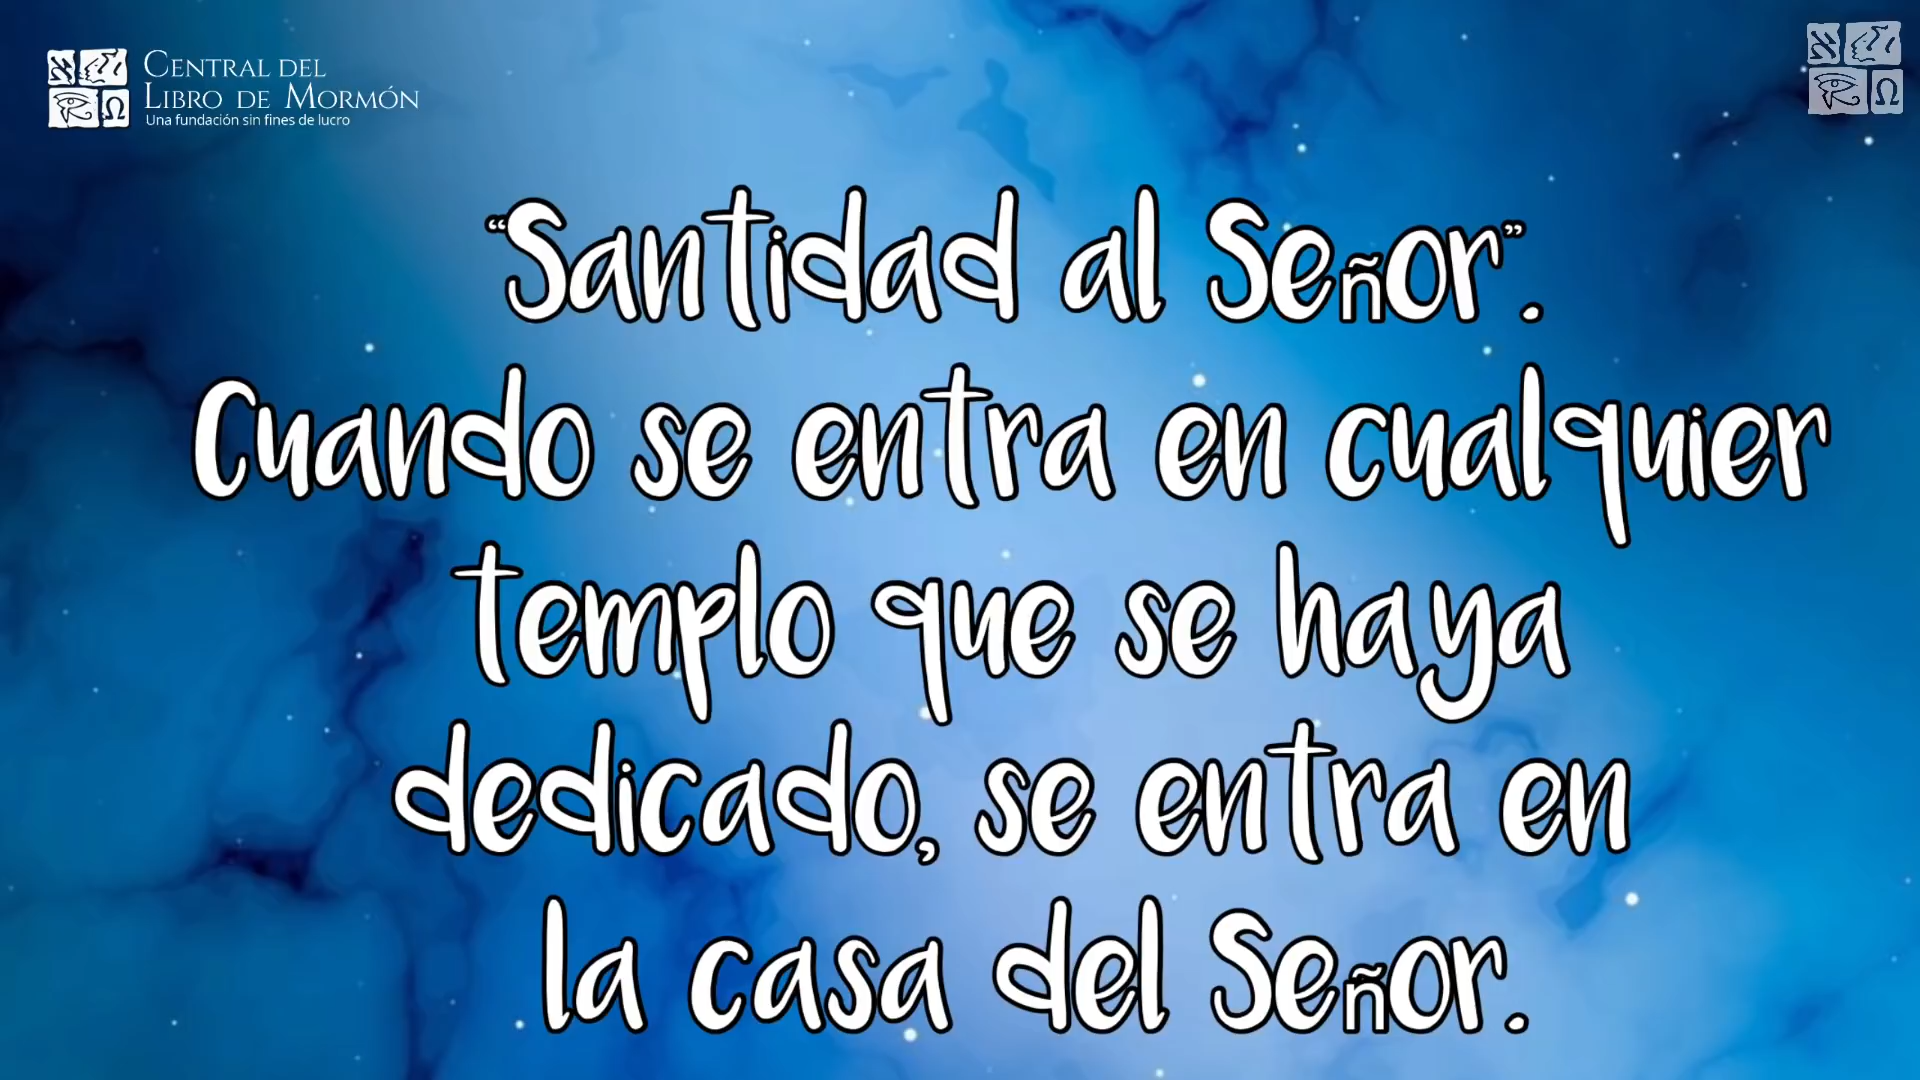 CENTRAL DEL
LIBRO DE MORMÓN
Una fundación sin fines de lucro
“Santidad al Señor”.
Cuando se entra en cualquier
templo que se haya
dedicado, se entra en
la casa del Señor.